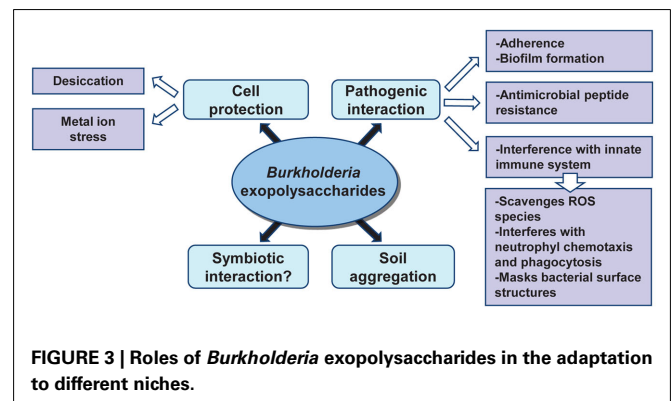 Desiccation
Metal ion
stress
Cell
protection
Pathogenic
interaction
-Adherence
-Biofilm formation
-Antimicrobial peptide
resistance
-Interference with innate
immune system
-Scavenges ROS
species
-Interferes with
neutrophyl chemotaxis
and phagocytosis
-Masks bacterial surface
structures
Burkholderia
exopolysaccharides
Symbiotic
interaction?
Soil
aggregation
FIGURE 3 | Roles of Burkholderia exopolysaccharides in the adaptation
to different niches.